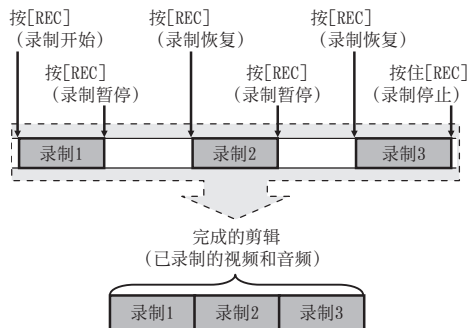 按[REC]
（录制开始）
按[REC]
（录制恢复）
按[REC]
（录制恢复）
按[REC]
（录制暂停）
按[REC]
（录制暂停）
按住[REC]
（录制停止）
录制1
录制2
录制3
完成的剪辑
（已录制的视频和音频）
录制1
录制2
录制3